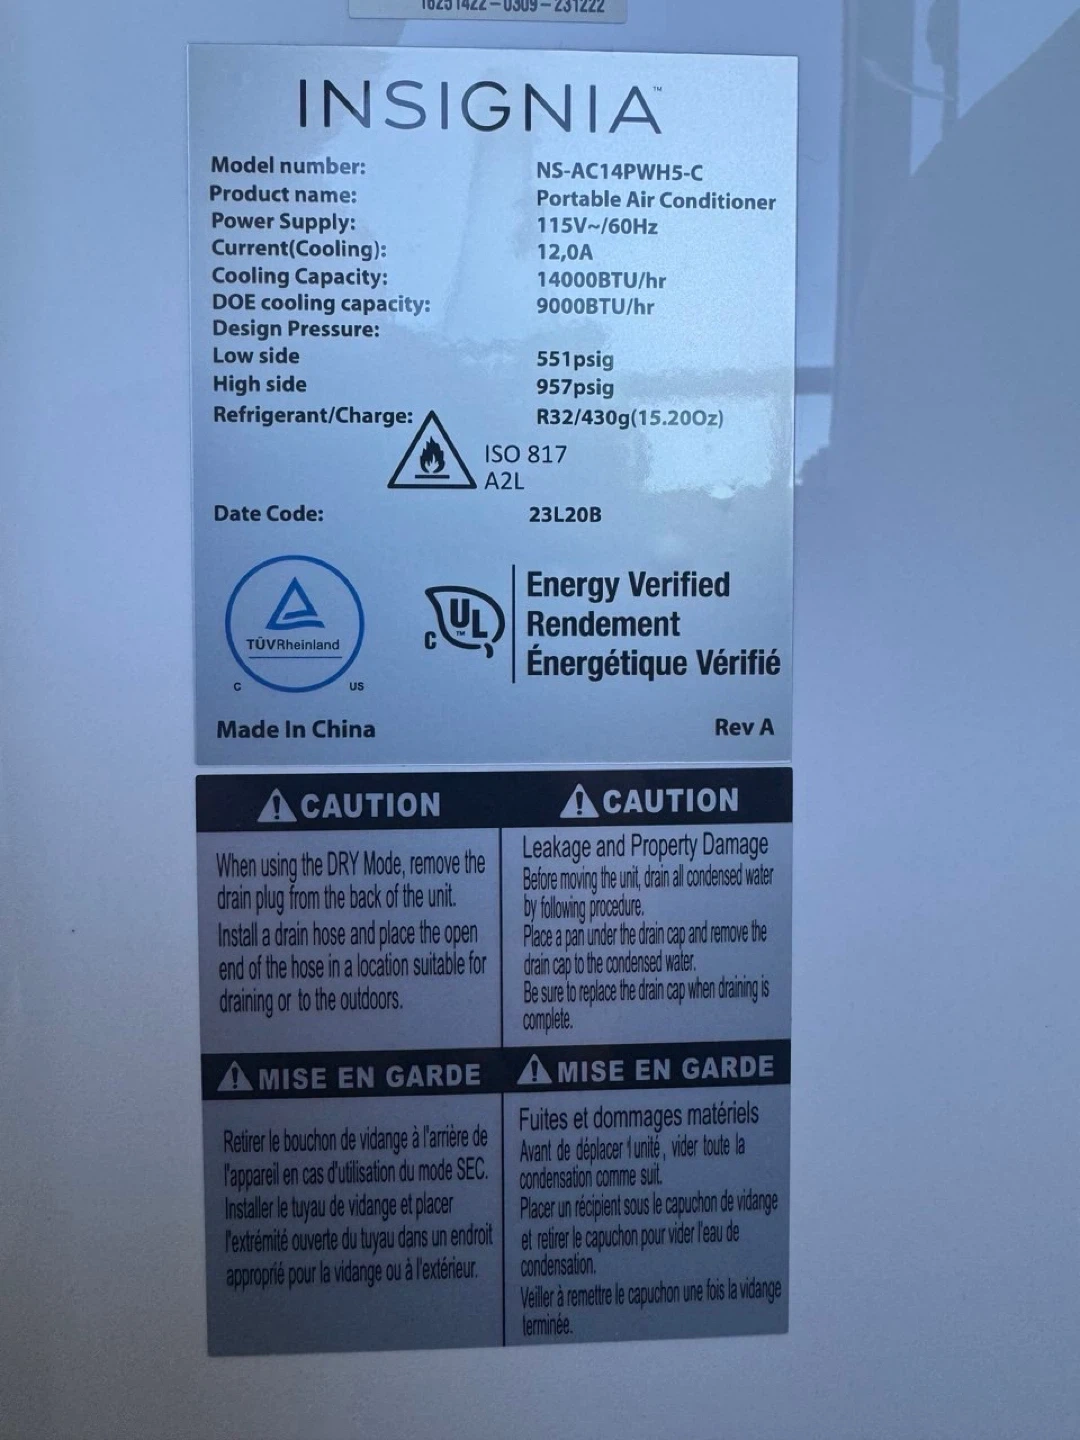 16251422-0309-231222
INSIGNIA™
Model number: NS-AC14PWH5-C
Product name: Portable Air Conditioner
Power Supply: 115V~/60Hz
Current(Cooling): 12,0A
Cooling Capacity: 14000BTU/hr
DOE cooling capacity: 9000BTU/hr
Design Pressure:
Low side 551psig
High side 957psig
Refrigerant/Charge: R32/430g(15.20Oz)
ISO 817
A2L
Date Code: 23L20B
TÜVRheinland
C US
C UL™
Energy Verified
Rendement
Énergétique Vérifié
Made In China Rev A
CAUTION
When using the DRY Mode, remove the
drain plug from the back of the unit.
Install a drain hose and place the open
end of the hose in a location suitable for
draining or to the outdoors.
CAUTION
Leakage and Property Damage
Before moving the unit, drain all condensed water
by following procedure.
Place a pan under the drain cap and remove the
drain cap to the condensed water.
Be sure to replace the drain cap when draining is
complete.
MISE EN GARDE
Retirer le bouchon de vidange à l'arrière de
l'appareil en cas d'utilisation du mode SEC.
Installer le tuyau de vidange et placer
l'extrémité ouverte du tuyau dans un endroit
approprié pour la vidange ou à l'extérieur.
MISE EN GARDE
Fuites et dommages matériels
Avant de déplacer l'unité, vider toute la
condensation comme suit.
Placer un récipient sous le capuchon de vidange
et retirer le capuchon pour vider l'eau de
condensation.
Veiller à remettre le capuchon une fois la vidange
terminée.